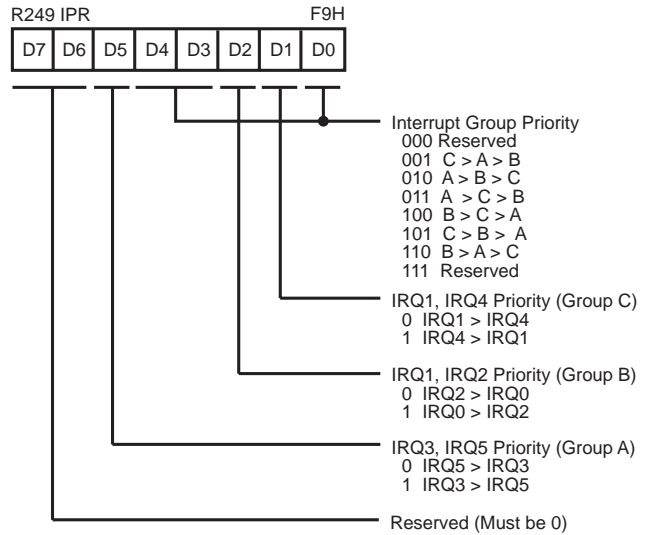 R249 IPR F9H
D7 D6 D5 D4 D3 D2 D1 D0
Interrupt Group Priority
000 Reserved
001 C > A > B
010 A > B > C
011 A > C > B
100 B > C > A
101 C > B > A
110 B > A > C
111 Reserved
IRQ1, IRQ4 Priority (Group C)
0 IRQ1 > IRQ4
1 IRQ4 > IRQ1
IRQ1, IRQ2 Priority (Group B)
0 IRQ2 > IRQ0
1 IRQ0 > IRQ2
IRQ3, IRQ5 Priority (Group A)
0 IRQ5 > IRQ3
1 IRQ3 > IRQ5
Reserved (Must be 0)